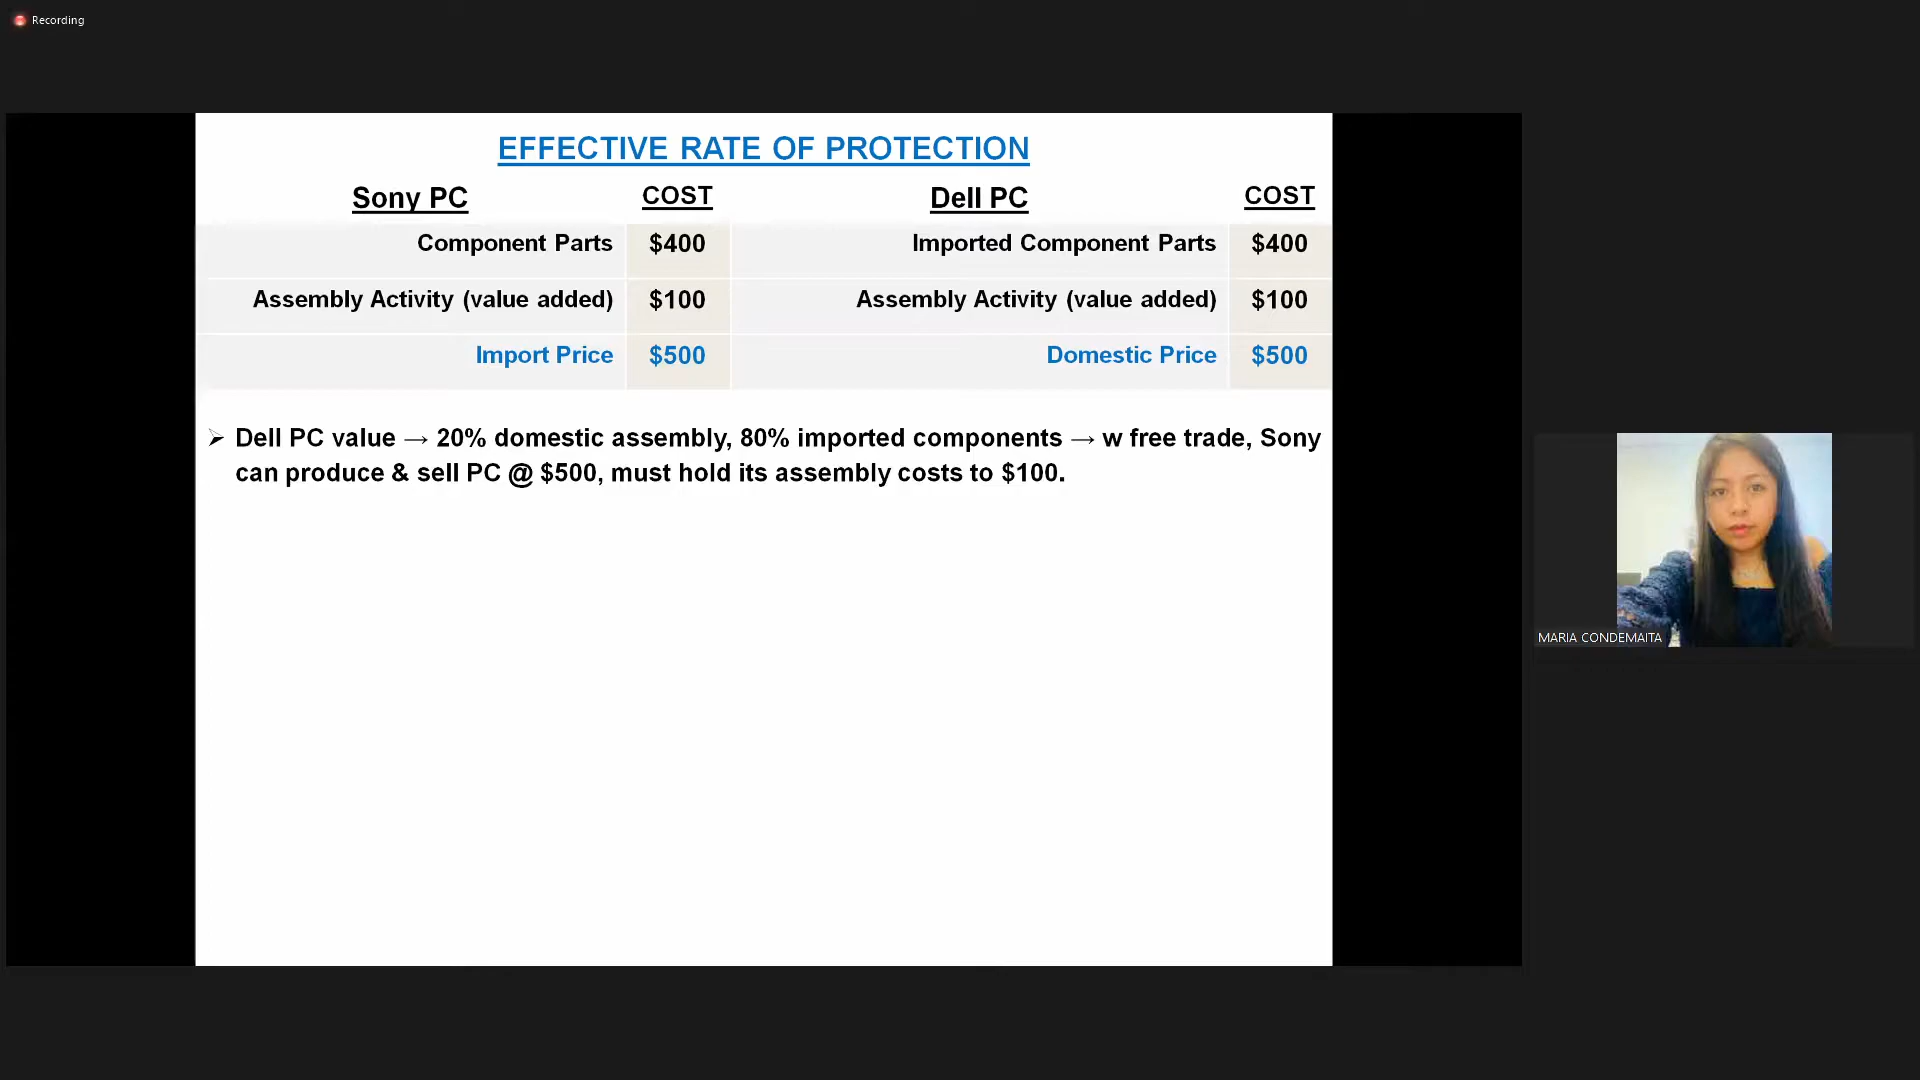 Recording
EFFECTIVE RATE OF PROTECTION
Sony PC COST Dell PC COST
Component Parts $400 Imported Component Parts $400
Assembly Activity (value added) $100 Assembly Activity (value added) $100
Import Price $500 Domestic Price $500
➢ Dell PC value → 20% domestic assembly, 80% imported components → w free trade, Sony
can produce & sell PC @ $500, must hold its assembly costs to $100.
MARIA CONDEMAITA